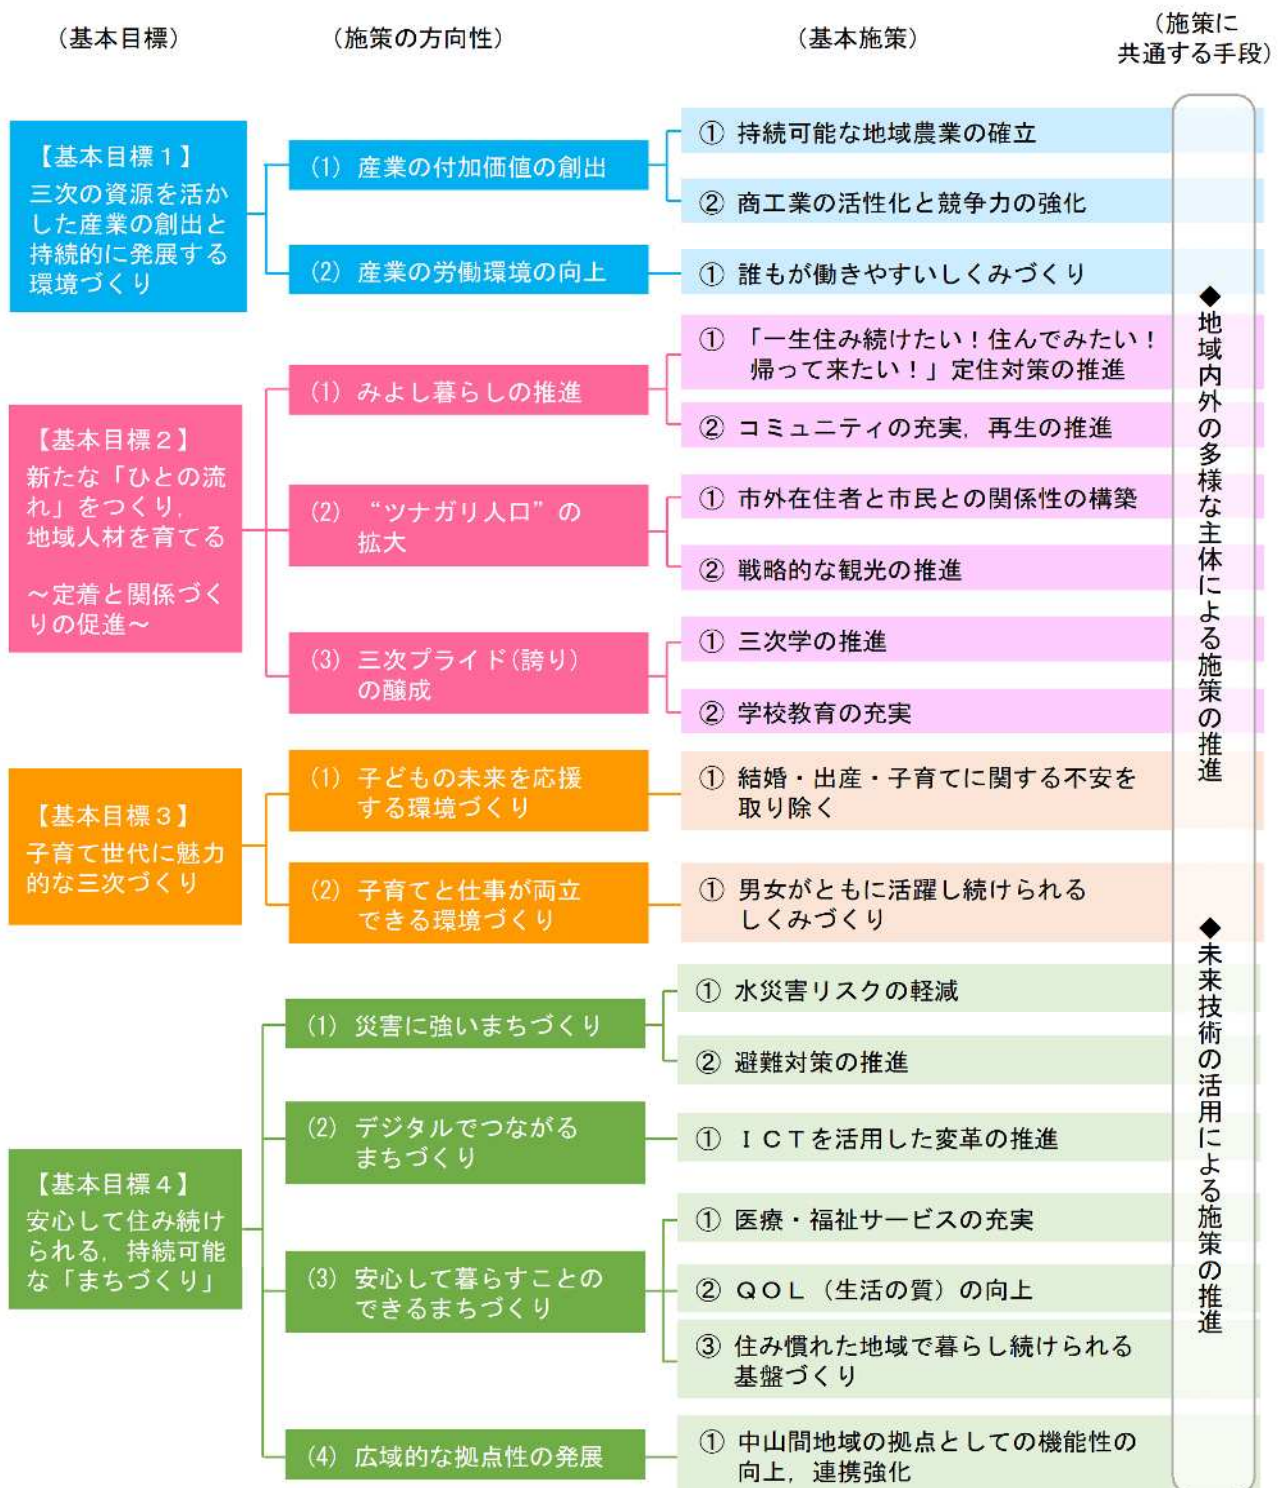 （基本目標）
（施策の方向性）
（基本施策）
（施策に
共通する手段）
【基本目標１】
三次の資源を活か
した産業の創出と
持続的に発展する
環境づくり
(1) 産業の付加価値の創出
① 持続可能な地域農業の確立
② 商工業の活性化と競争力の強化
(2) 産業の労働環境の向上
① 誰もが働きやすいしくみづくり
【基本目標２】
新たな「ひとの流
れ」をつくり，
地域人材を育てる
～定着と関係づく
りの促進～
(1) みよし暮らしの推進
① 「一生住み続けたい！住んでみたい！
帰って来たい！」定住対策の推進
② コミュニティの充実，再生の推進
(2) “ツナガリ人口”の
拡大
① 市外在住者と市民との関係性の構築
② 戦略的な観光の推進
(3) 三次プライド(誇り)
の醸成
① 三次学の推進
② 学校教育の充実
【基本目標３】
子育て世代に魅力
的な三次づくり
(1) 子どもの未来を応援
する環境づくり
① 結婚・出産・子育てに関する不安を
取り除く
(2) 子育てと仕事が両立
できる環境づくり
① 男女がともに活躍し続けられる
しくみづくり
【基本目標４】
安心して住み続け
られる，持続可能
な「まちづくり」
(1) 災害に強いまちづくり
① 水災害リスクの軽減
② 避難対策の推進
(2) デジタルでつながる
まちづくり
① ＩＣＴを活用した変革の推進
(3) 安心して暮らすことの
できるまちづくり
① 医療・福祉サービスの充実
② ＱＯＬ（生活の質）の向上
③ 住み慣れた地域で暮らし続けられる
基盤づくり
(4) 広域的な拠点性の発展
① 中山間地域の拠点としての機能性の
向上，連携強化
◆地域内外の多様な主体による施策の推進
◆未来技術の活用による施策の推進